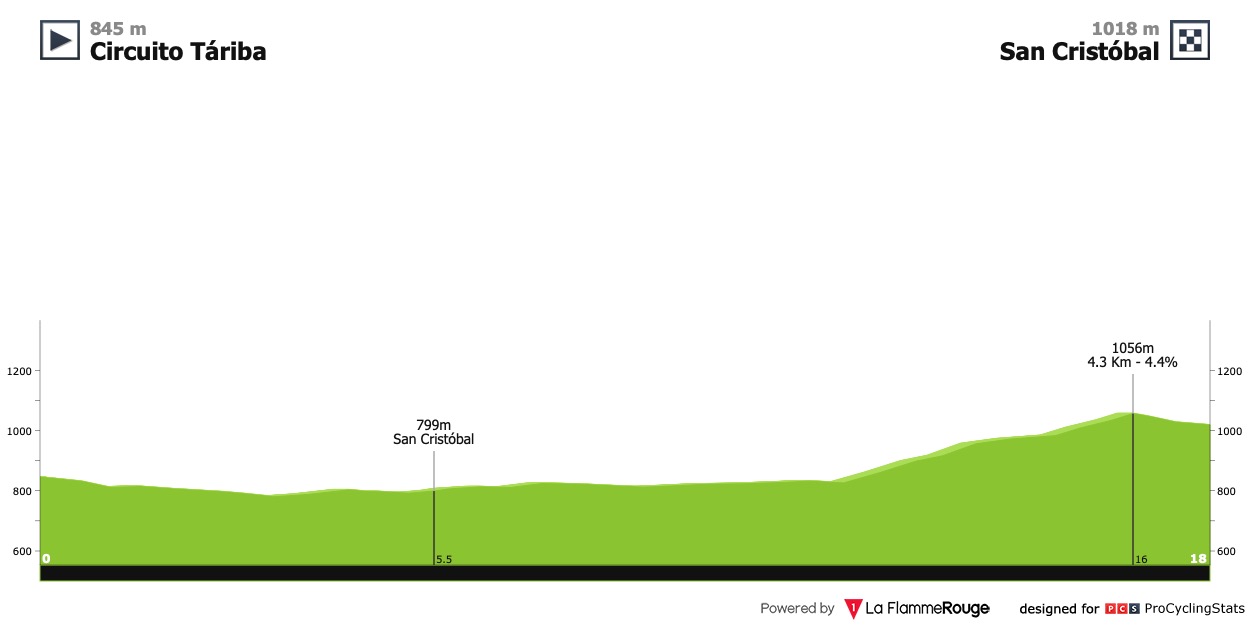 845 m
Circuito Táriba
1018 m
San Cristóbal
1056m
4.3 Km - 4.4%
799m
San Cristóbal
1200
1000
800
600
1200
1000
800
600
0
5.5
16
18
Powered by 1 La FlammeRouge designed for PCS ProCyclingStats